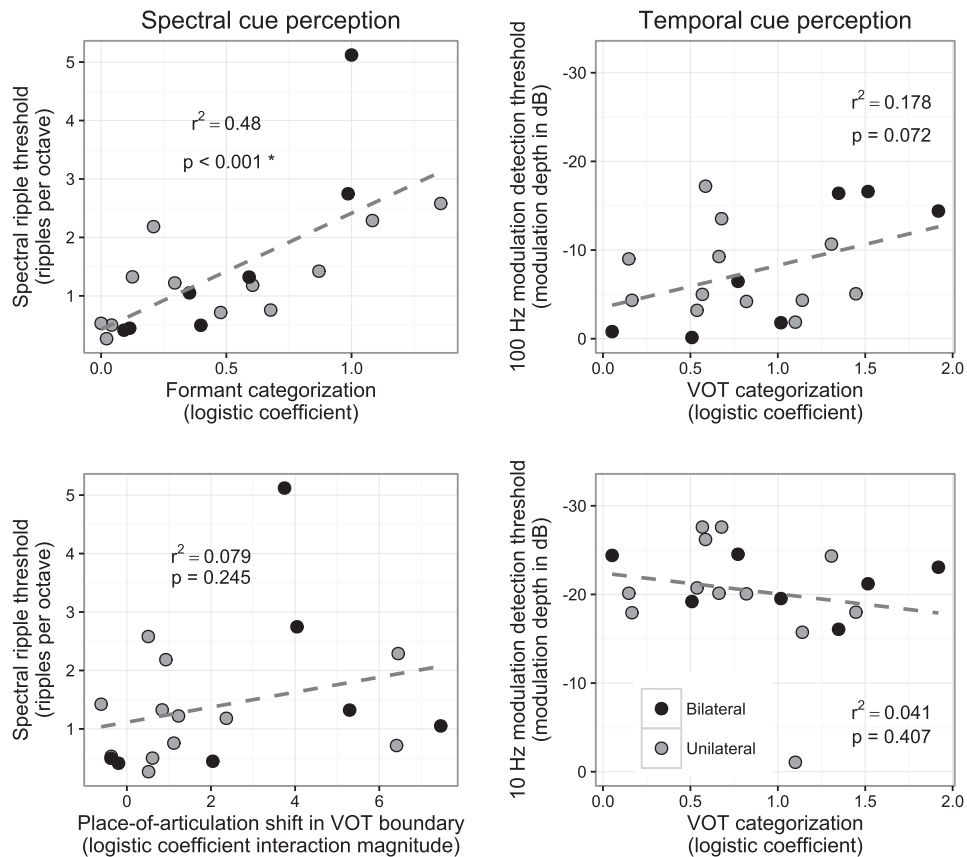 Spectral cue perception
Spectral ripple threshold
(ripples per octave)
5
4
3
2
1
r² = 0.48
p < 0.001 *
0.0 0.5 1.0
Formant categorization
(logistic coefficient)
Temporal cue perception
100 Hz modulation detection threshold
(modulation depth in dB)
-30
-20
-10
0
r² = 0.178
p = 0.072
0.0 0.5 1.0 1.5 2.0
VOT categorization
(logistic coefficient)
Spectral ripple threshold
(ripples per octave)
5
4
3
2
1
r² = 0.079
p = 0.245
0 2 4 6
Place-of-articulation shift in VOT boundary
(logistic coefficient interaction magnitude)
10 Hz modulation detection threshold
(modulation depth in dB)
-30
-20
-10
0
Bilateral
Unilateral
r² = 0.041
p = 0.407
0.0 0.5 1.0 1.5 2.0
VOT categorization
(logistic coefficient)